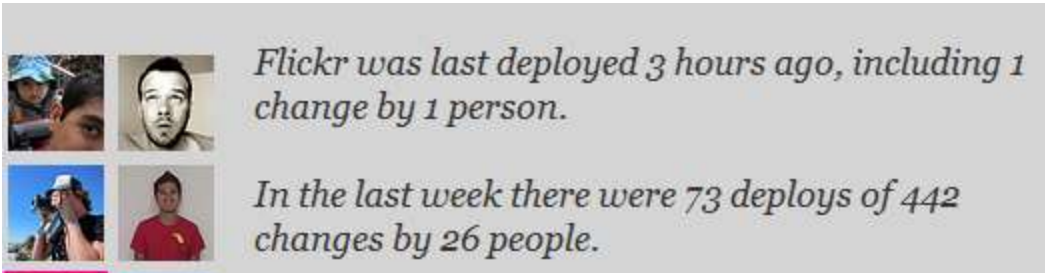 Flickr was last deployed 3 hours ago, including 1
change by 1 person.
In the last week there were 73 deploys of 442
changes by 26 people.